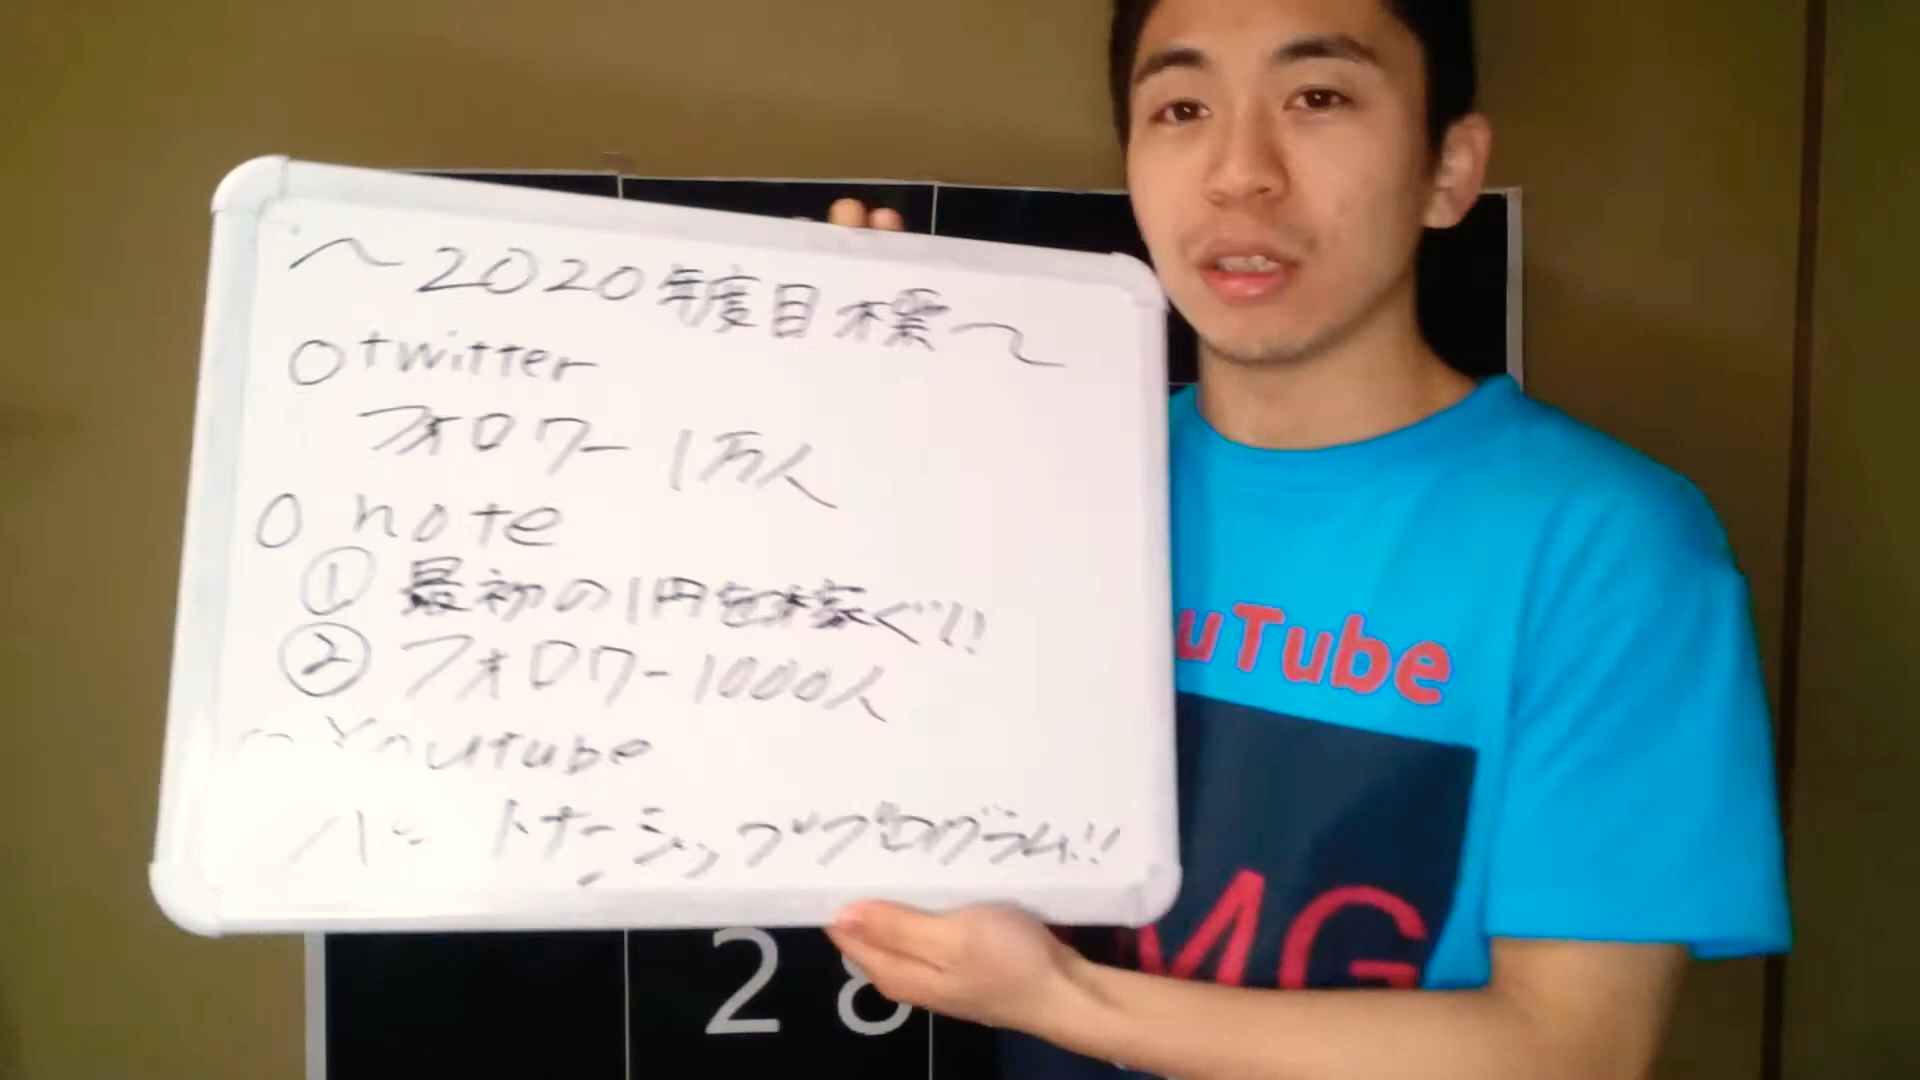 〜2020年度目標〜
○twitter
フォロワー 1万人
○ note
① 最初の1円を稼ぐ!!
② フォロワー1000人
○ Youtube
パートナーシッププログラム!!
uTube
MG
28